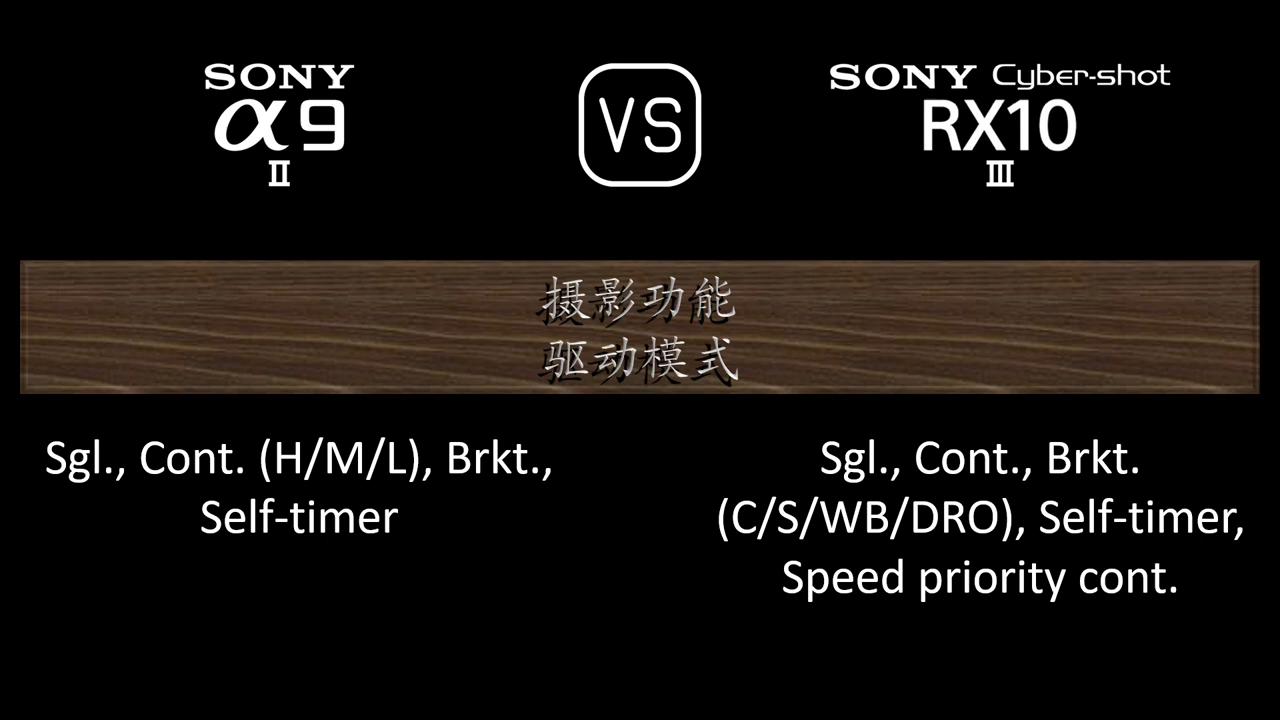 SONY
α9
II
VS
SONY Cyber-shot
RX10
III
摄影功能
驱动模式
Sgl., Cont. (H/M/L), Brkt.,
Self-timer
Sgl., Cont., Brkt.
(C/S/WB/DRO), Self-timer,
Speed priority cont.